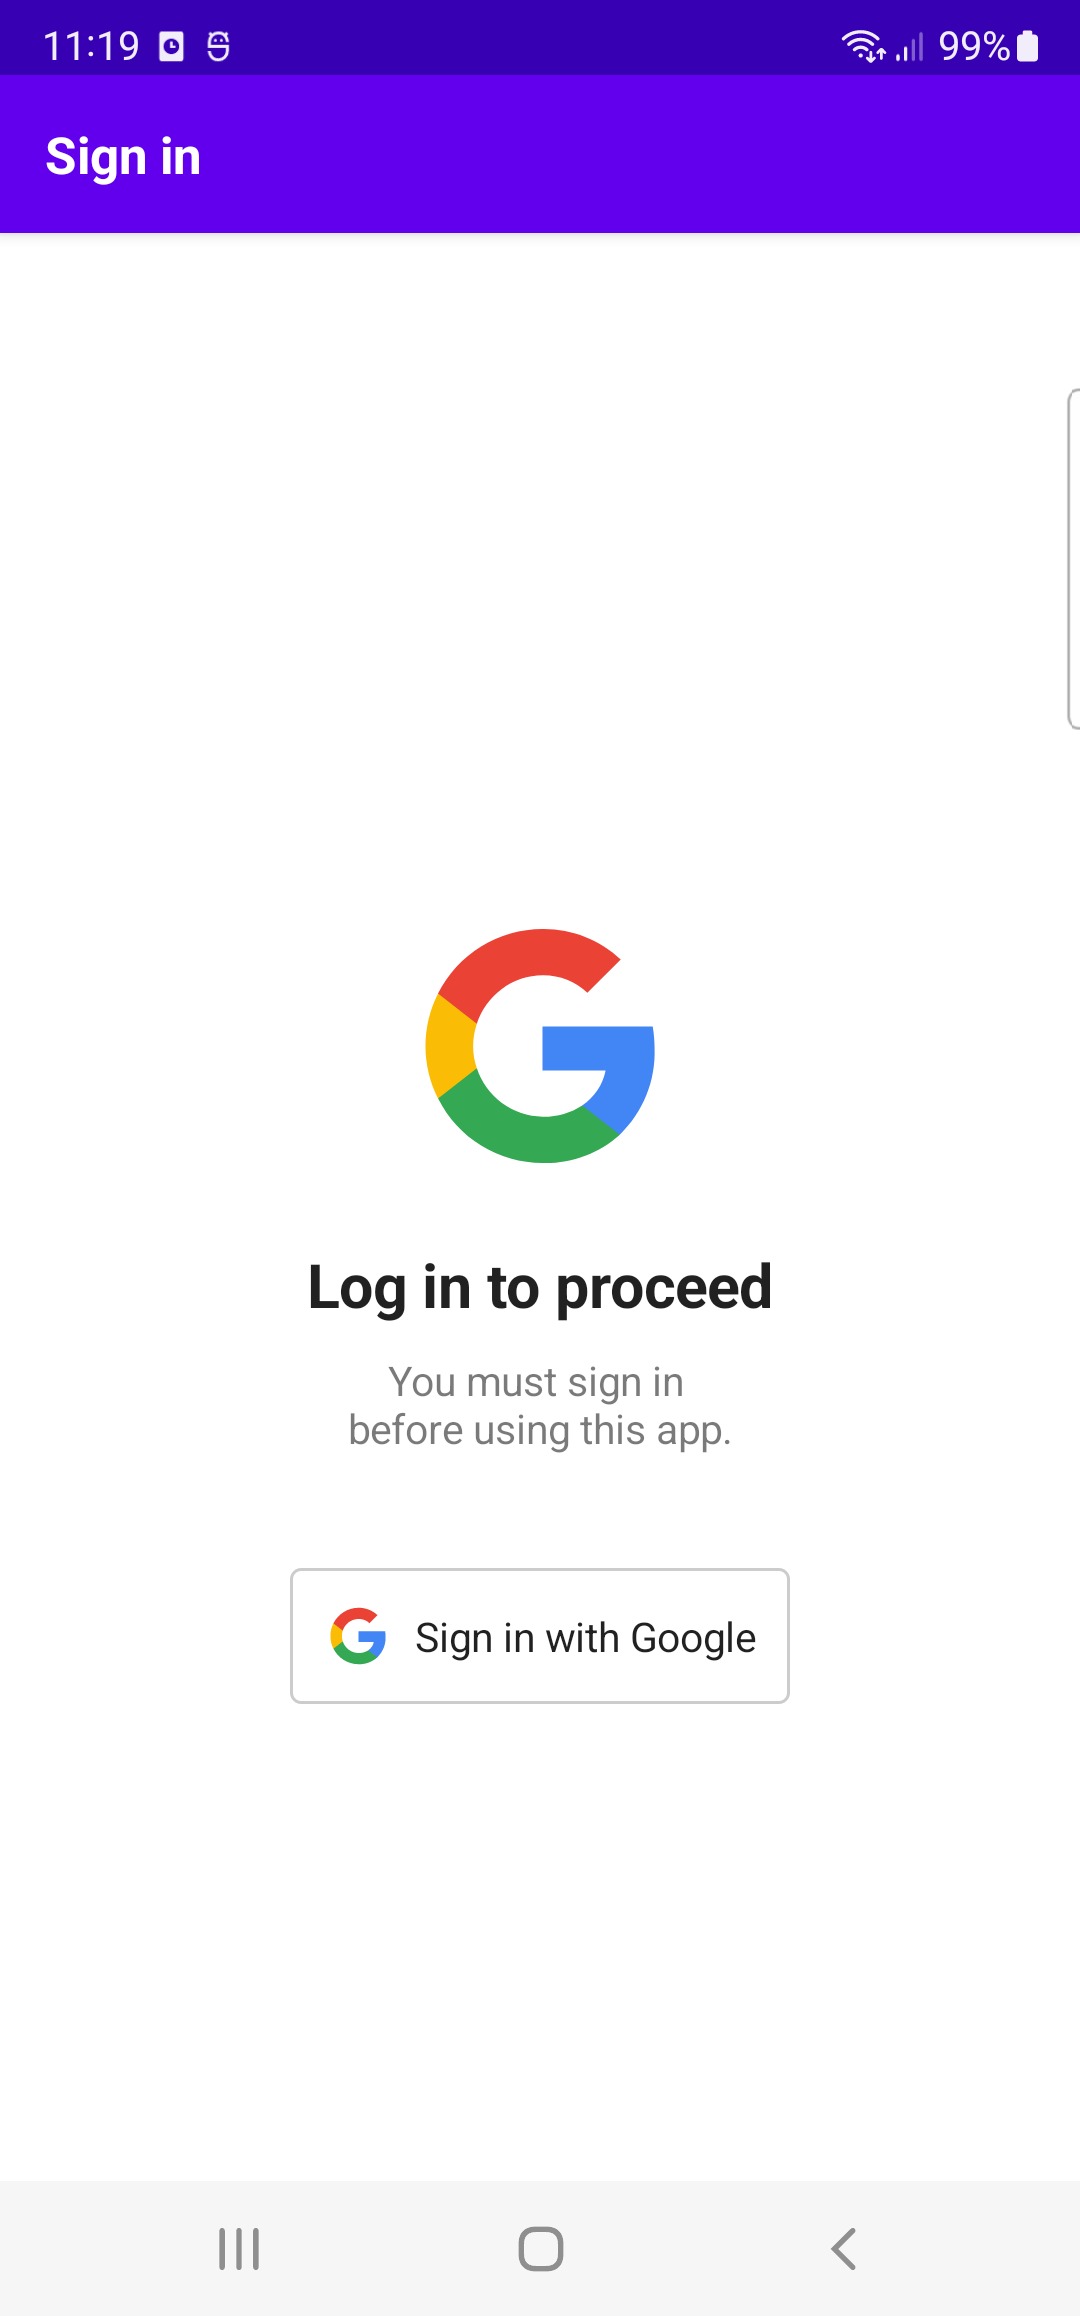 11:19
99%
Sign in
Log in to proceed
You must sign in
before using this app.
Sign in with Google